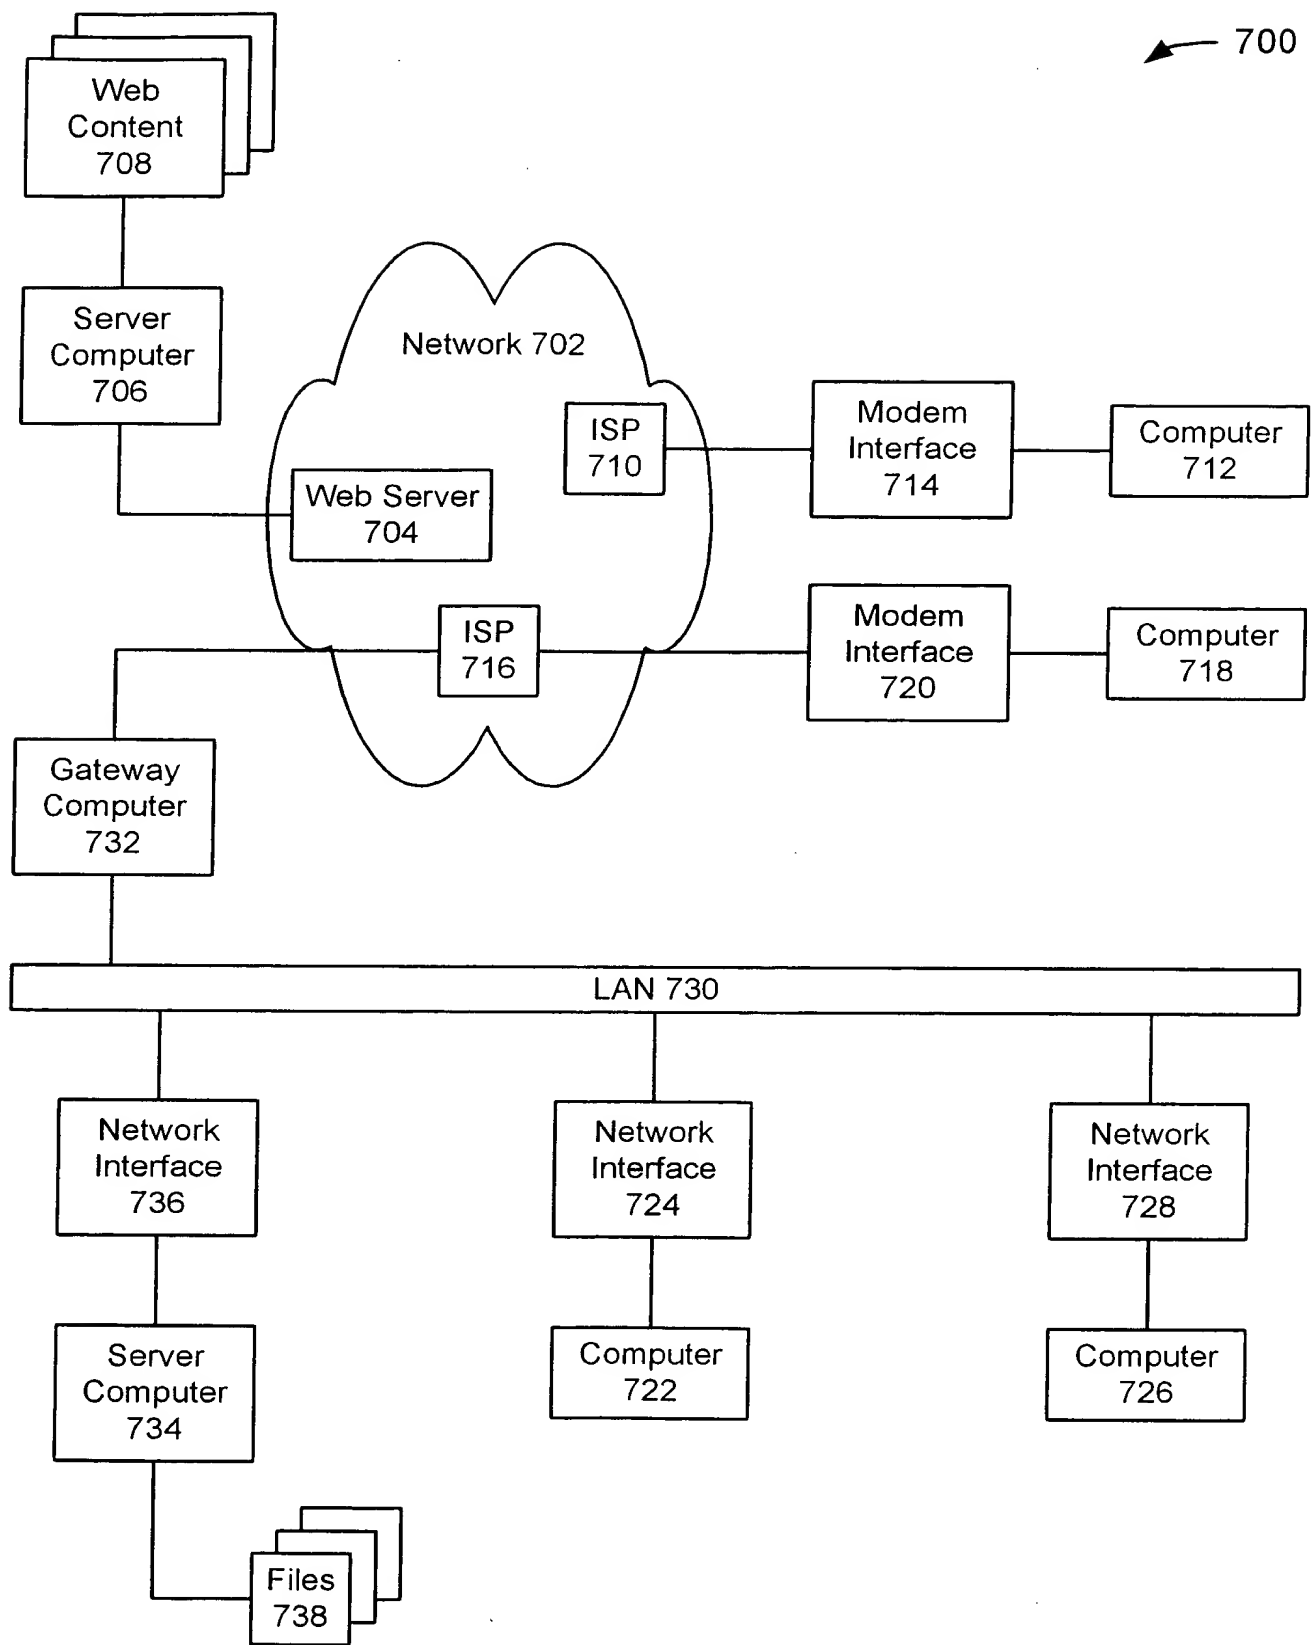 700
Web
Content
708
Server
Computer
706
Network 702
ISP
710
Modem
Interface
714
Computer
712
Web Server
704
ISP
716
Modem
Interface
720
Computer
718
Gateway
Computer
732
LAN 730
Network
Interface
736
Network
Interface
724
Network
Interface
728
Server
Computer
734
Computer
722
Computer
726
Files
738